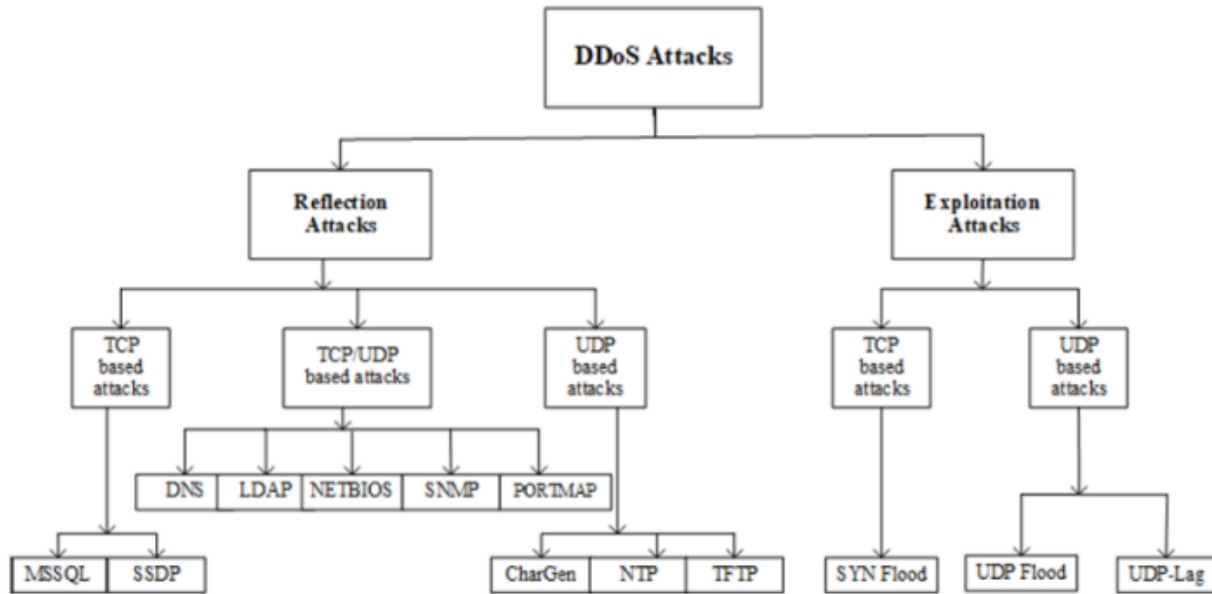 DDoS Attacks
Reflection
Attacks
Exploitation
Attacks
TCP
based
attacks
TCP/UDP
based attacks
UDP
based
attacks
TCP
based
attacks
UDP
based
attacks
DNS LDAP NETBIOS SNMP PORTMAP
MSSQL SSDP CharGen NTP TFTP SYN Flood UDP Flood UDP-Lag